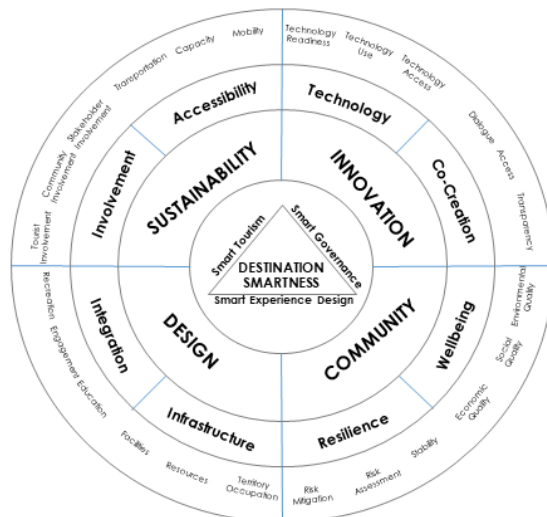 Mobility
Capacity
Transportation
Stakeholder
Involvement
Community
Involvement
Tourist
Involvement
Technology
Readiness
Technology
Use
Technology
Access
Dialogue
Access
Transparency
Accessibility
Involvement
Technology
Co-Creation
SUSTAINABILITY
INNOVATION
Smart Tourism
Smart Governance
DESTINATION
SMARTNESS
Smart Experience Design
DESIGN
COMMUNITY
Integration
Infrastructure
Wellbeing
Resilience
Recreation
Engagement
Education
Facilities
Resources
Territory
Occupation
Environmental
Quality
Social
Quality
Economic
Quality
Stability
Risk
Assessment
Risk
Mitigation